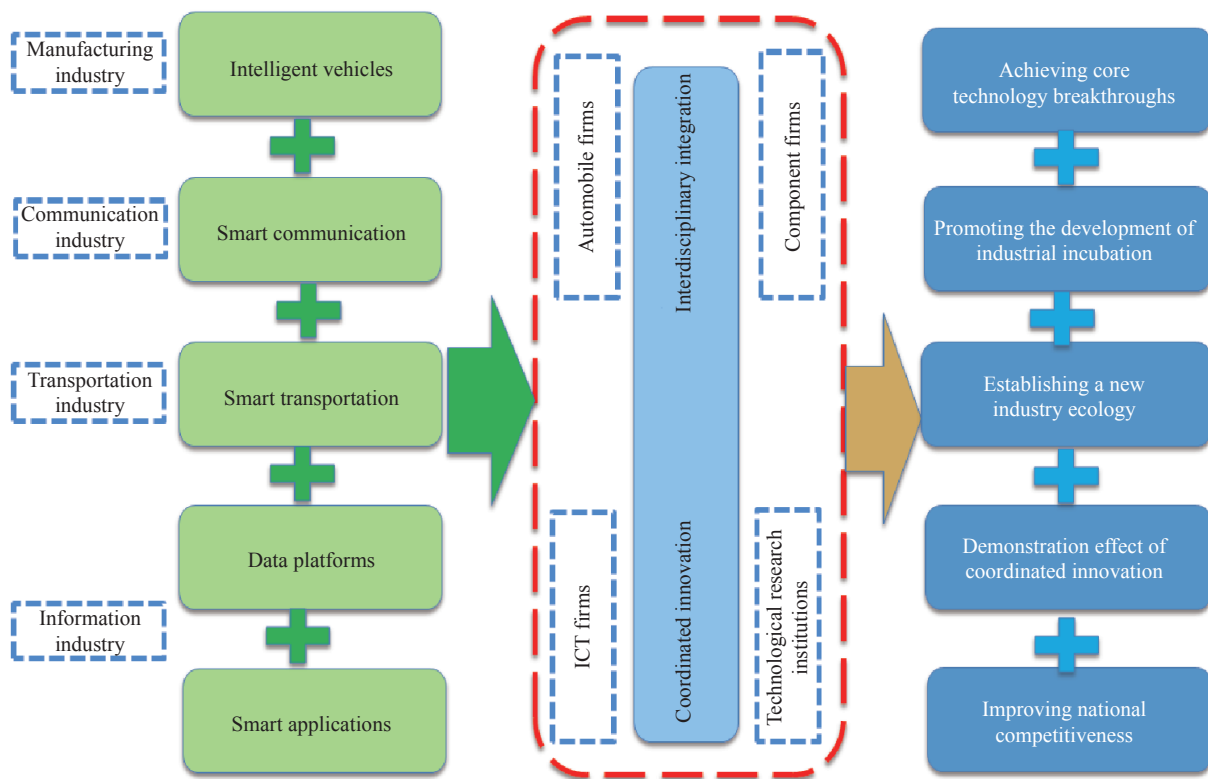 Manufacturing
industry
Intelligent vehicles
Communication
industry
Smart communication
Transportation
industry
Smart transportation
Data platforms
Information
industry
Smart applications
Automobile firms
Interdisciplinary integration
Component firms
ICT firms
Coordinated innovation
Technological research
institutions
Achieving core
technology breakthroughs
Promoting the development of
industrial incubation
Establishing a new
industry ecology
Demonstration effect of
coordinated innovation
Improving national
competitiveness